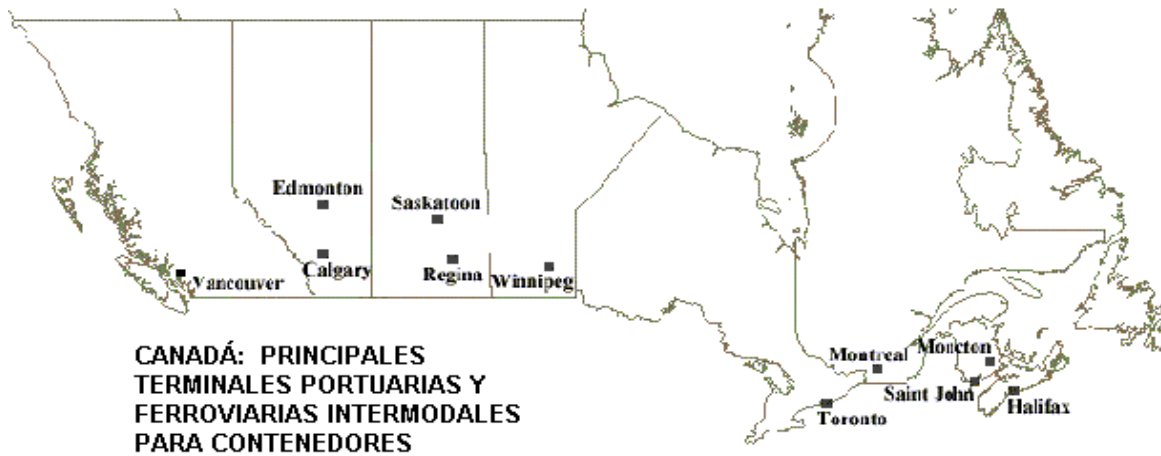 Edmonton
Saskatoon
Vancouver
Calgary
Regina
Winnipeg
Montreal
Moncton
Saint John
Halifax
Toronto
CANADÁ: PRINCIPALES
TERMINALES PORTUARIAS Y
FERROVIARIAS INTERMODALES
PARA CONTENEDORES